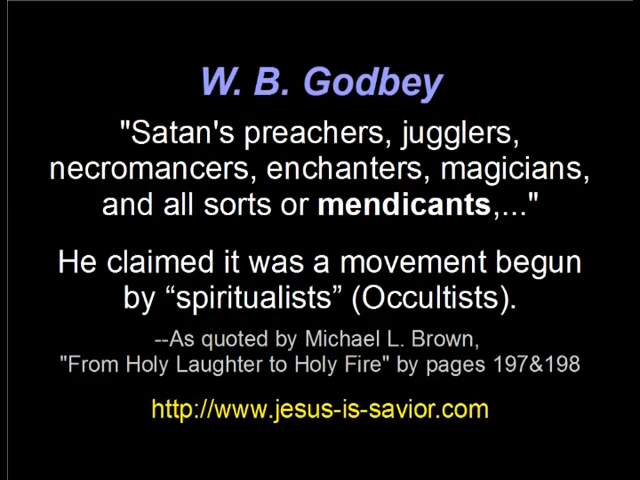 W. B. Godbey
"Satan's preachers, jugglers,
necromancers, enchanters, magicians,
and all sorts or mendicants,..."
He claimed it was a movement begun
by “spiritualists” (Occultists).
--As quoted by Michael L. Brown,
"From Holy Laughter to Holy Fire" by pages 197&198
http://www.jesus-is-savior.com